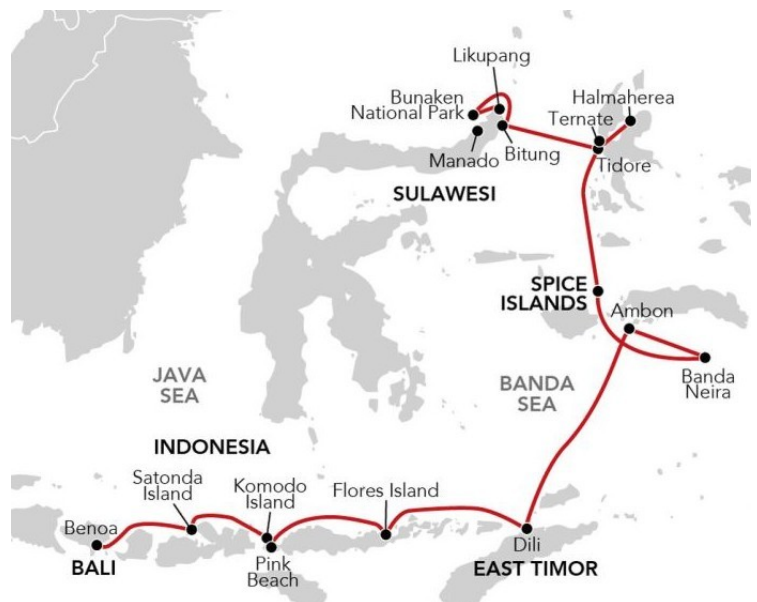 Likupang
Bunaken
National Park
Halmaherea
Ternate
Manado
Bitung
Tidore
SULAWESI
SPICE
ISLANDS
Ambon
JAVA
SEA
BANDA
SEA
Banda
Neira
INDONESIA
Satonda
Island
Komodo
Island
Flores Island
Benoa
Dili
BALI
Pink
Beach
EAST TIMOR